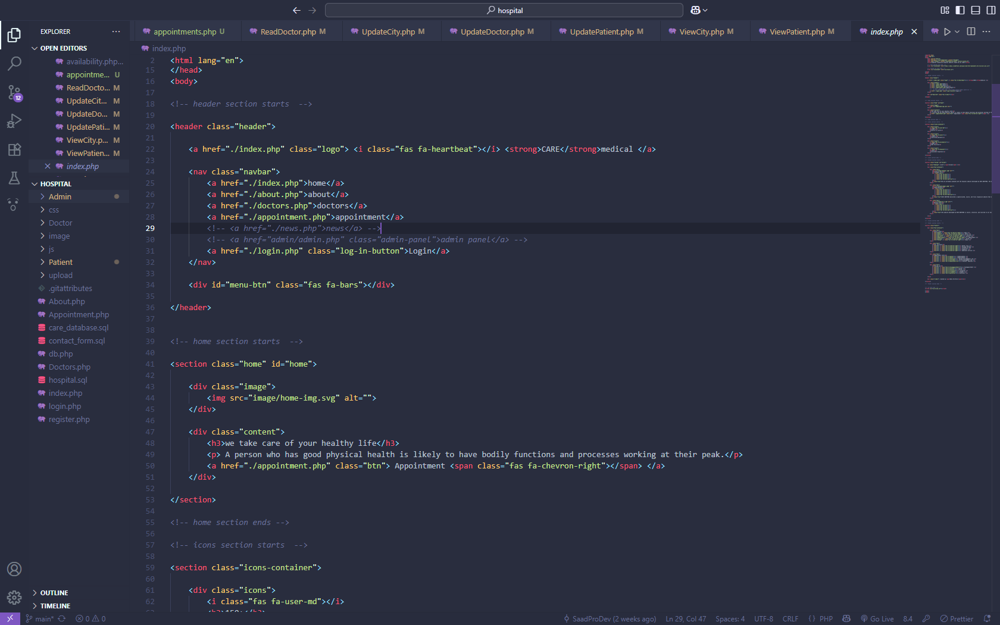 hospital
EXPLORER
OPEN EDITORS
availability.php...
appointme... U
ReadDocto... M
UpdateCit... M
UpdateDo... M
UpdatePati... M
ViewCity.p... M
ViewPatien... M
index.php
HOSPITAL
Admin
css
Doctor
image
js
Patient
upload
.gitattributes
About.php
Appointment.php
care_database.sql
contact_form.sql
db.php
Doctors.php
hospital.sql
index.php
login.php
register.php
OUTLINE
TIMELINE
12
appointments.php U
ReadDoctor.php M
UpdateCity.php M
UpdateDoctor.php M
UpdatePatient.php M
ViewCity.php M
ViewPatient.php M
index.php
index.php
2 <html lang="en">
15 </head>
16 <body>
17
18 <!-- header section starts  -->
19
20 <header class="header">
21
22 <a href="./index.php" class="logo"> <i class="fas fa-heartbeat"></i> <strong>CARE</strong>medical </a>
23
24 <nav class="navbar">
25 <a href="./index.php">home</a>
26 <a href="./about.php">about</a>
27 <a href="./doctors.php">doctors</a>
28 <a href="./appointment.php">appointment</a>
29 <!-- <a href="./news.php">news</a> -->
30 <!-- <a href="admin/admin.php" class="admin-panel">admin panel</a> -->
31 <a href="./login.php" class="log-in-button">Login</a>
32 </nav>
33
34 <div id="menu-btn" class="fas fa-bars"></div>
35
36 </header>
37
38
39 <!-- home section starts  -->
40
41 <section class="home" id="home">
42
43 <div class="image">
44 <img src="image/home-img.svg" alt="">
45 </div>
46
47 <div class="content">
48 <h3>we take care of your healthy life</h3>
49 <p> A person who has good physical health is likely to have bodily functions and processes working at their peak.</p>
50 <a href="./appointment.php" class="btn"> Appointment <span class="fas fa-chevron-right"></span> </a>
51 </div>
52
53 </section>
54
55 <!-- home section ends -->
56
57 <!-- icons section starts  -->
58
59 <section class="icons-container">
60
61 <div class="icons">
62 <i class="fas fa-user-md"></i>
main* 0 0 SaadProDev (2 weeks ago) Ln 29, Col 47 Spaces: 4 UTF-8 CRLF { } PHP Go Live 8.4 Prettier